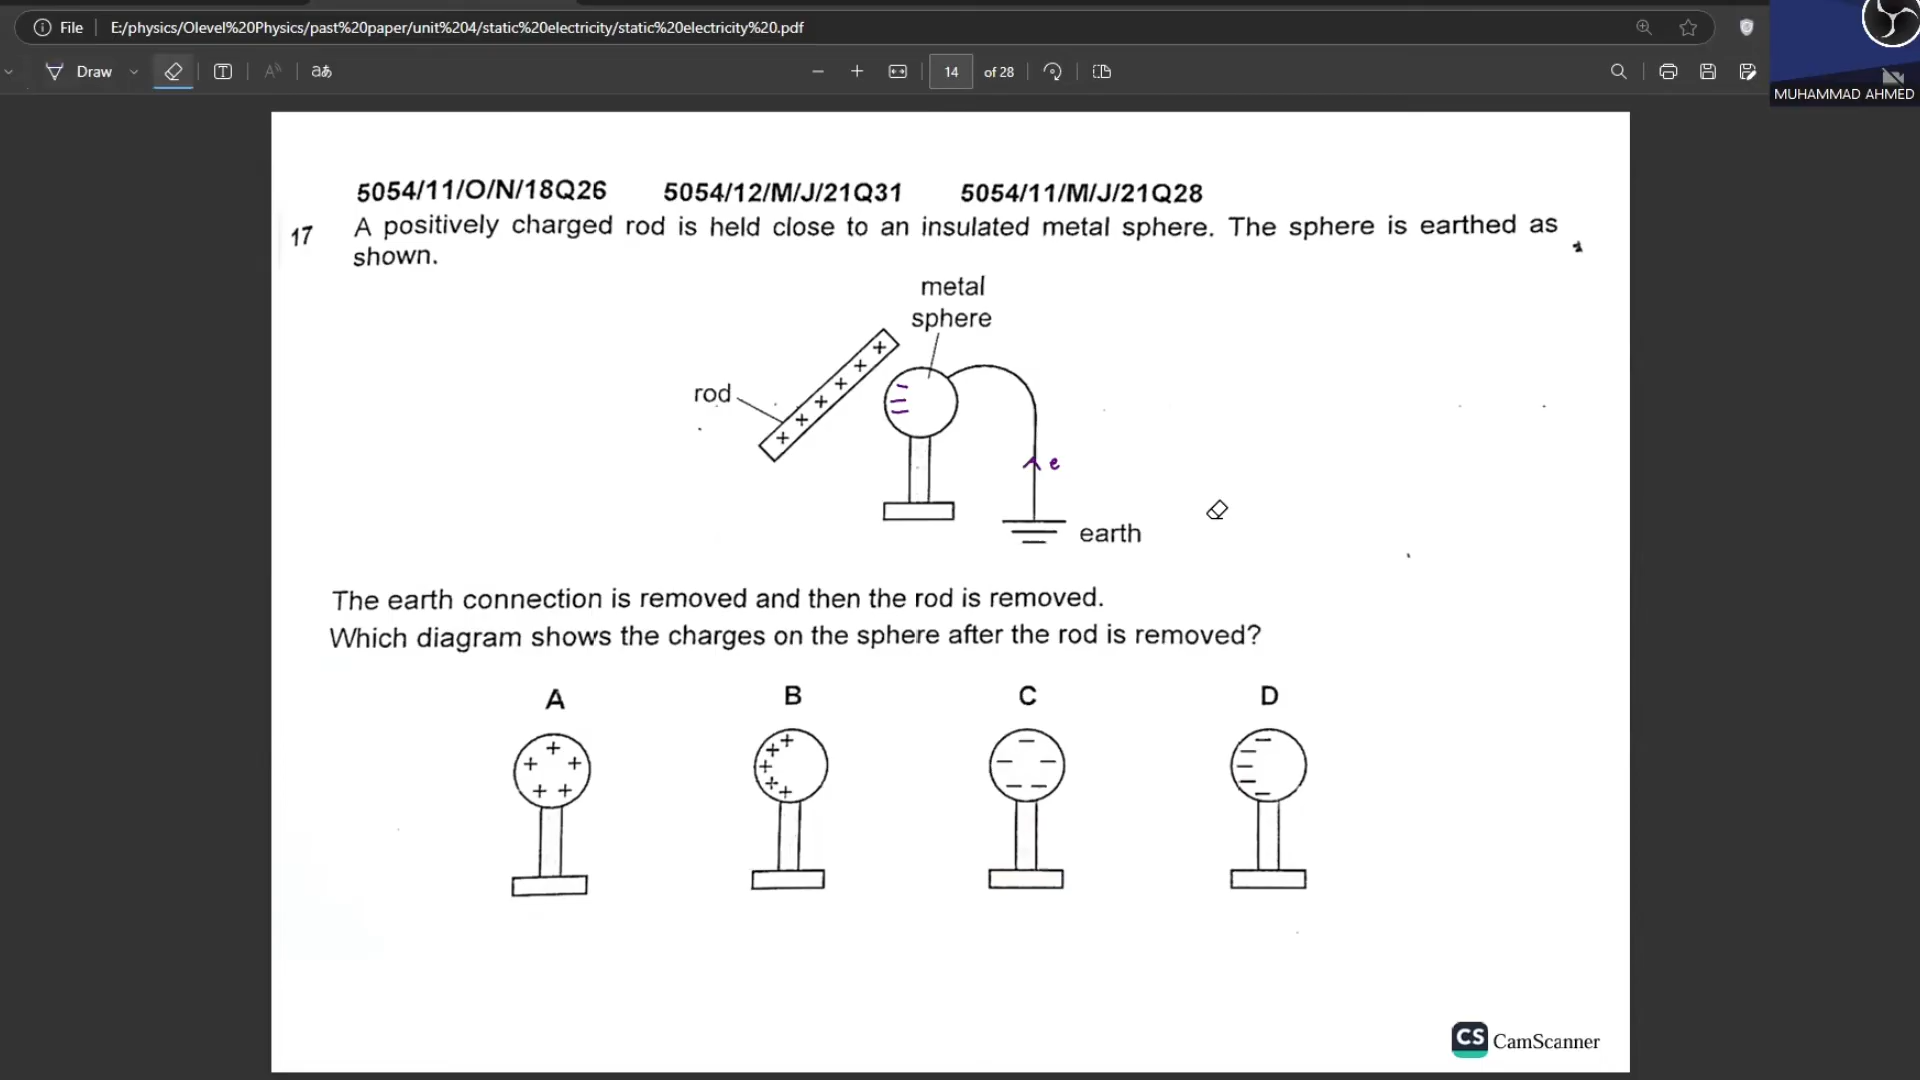 File E:/physics/Olevel%20Physics/past%20paper/unit%204/static%20electricity/static%20electricity%20.pdf
Draw T A aあ 14 of 28
MUHAMMAD AHMED
5054/11/O/N/18Q26 5054/12/M/J/21Q31 5054/11/M/J/21Q28
17 A positively charged rod is held close to an insulated metal sphere. The sphere is earthed as
shown.
metal
sphere
rod
+ + + + + +
e
earth
The earth connection is removed and then the rod is removed.
Which diagram shows the charges on the sphere after the rod is removed?
A B C D
CS CamScanner